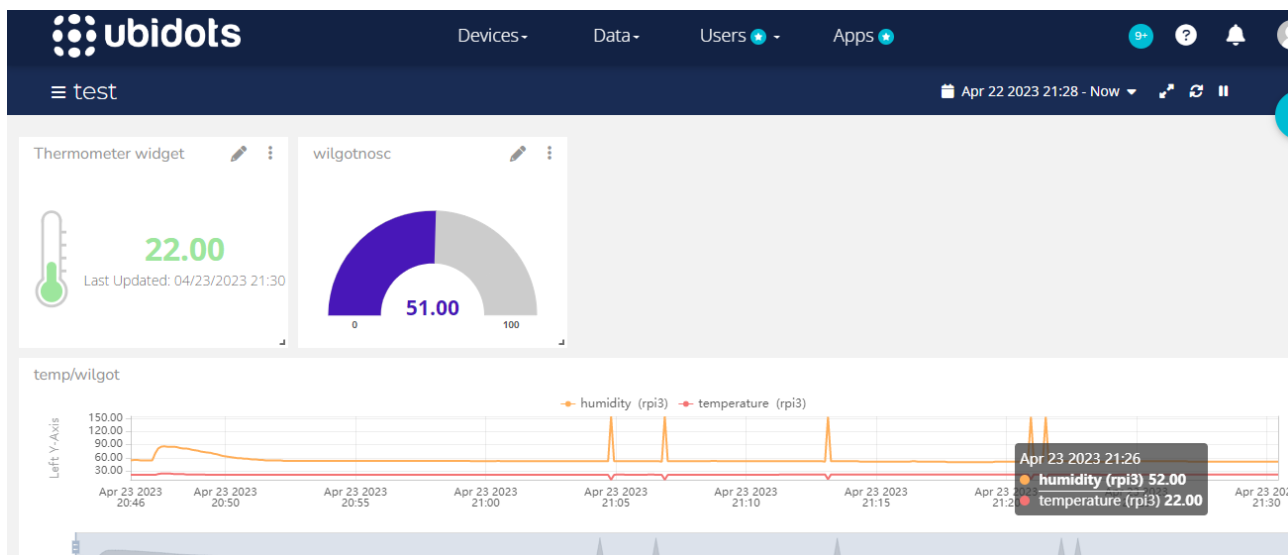 ubidots Devices Data Users Apps 9+ ?
test Apr 22 2023 21:28 - Now
Thermometer widget
22.00
Last Updated: 04/23/2023 21:30
wilgotnosc
51.00
0 100
temp/wilgot
humidity (rpi3) temperature (rpi3)
Left Y-Axis
150.00
120.00
90.00
60.00
30.00
Apr 23 2023 20:46
Apr 23 2023 20:50
Apr 23 2023 20:55
Apr 23 2023 21:00
Apr 23 2023 21:05
Apr 23 2023 21:10
Apr 23 2023 21:15
Apr 23
Apr 23 202
21:30
Apr 23 2023 21:26
humidity (rpi3) 52.00
temperature (rpi3) 22.00